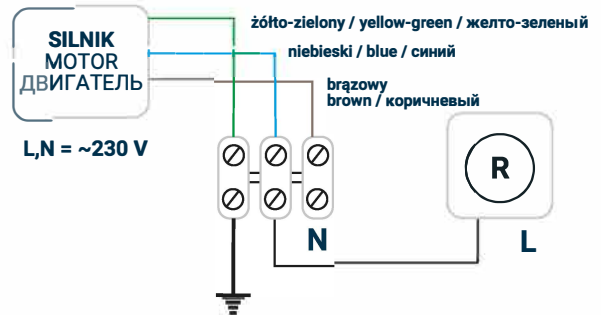 żółto-zielony / yellow-green / желто-зеленый
SILNIK
MOTOR
ДВИГАТЕЛЬ
niebieski / blue / синий
brązowy
brown / коричневый
L,N = ~230 V
R
N
L